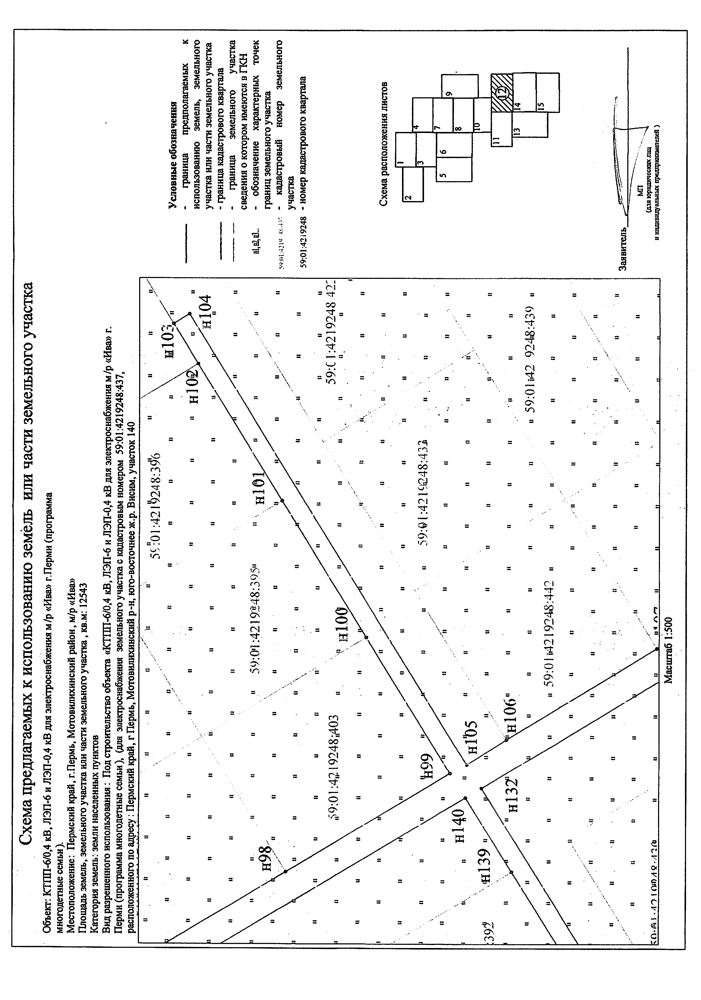 Схема предлагаемых к использованию земель или части земельного участка
Объект: КТПП-6/0,4 кВ, ЛЭП-6 и ЛЭП-0,4 кВ для электроснабжения м/р «Ива» г.Перми (программа
многодетные семьи).
Местоположение: Пермский край, г.Пермь, Мотовилихинский район, м/р «Ива»
Площадь земель, земельного участка или части земельного участка , кв.м: 12543
Категория земель: земли населенных пунктов
Вид разрешенного использования : Под строительство объекта «КТПП-6/0,4 кВ, ЛЭП-6 и ЛЭП-0,4 кВ для электроснабжения м/р «Ива» г.
Перми (программа многодетные семьи), (для электроснабжения земельного участка с кадастровым номером 59:01:4219248:437,
расположенного по адресу : Пермский край, г Пермь, Мотовилихинский р-н, юго-восточнее ж.р. Висим, участок 140
н103
н104
н102
59:01:4219248:396
н101
59:01:4219248 422
59:01:4219248:395
н100
59:01:4219248:433
59:01:42 9248:439
59:01:4219248:403
н99
н105
н106
59:01:4219248:442
н98
н140
н132
н139
:392
Масштаб 1:500
Условные обозначения
- граница предполагаемых к
использованию земель, земельного
участка или части земельного участка
- граница кадастрового квартала
- граница земельного участка
сведения о котором имеются в ГКН
н1,н2,н3... - обозначение характерных точек
границ земельного участка
- кадастровый номер земельного
участка
59:01:4219248 - номер кадастрового квартала
Схема расположения листов
1
2
3
4
5
6
7
8
9
10
11
12
13
14
15
Заявитель
МП
(для юридических лиц
и индивидуальных предпринимателей )